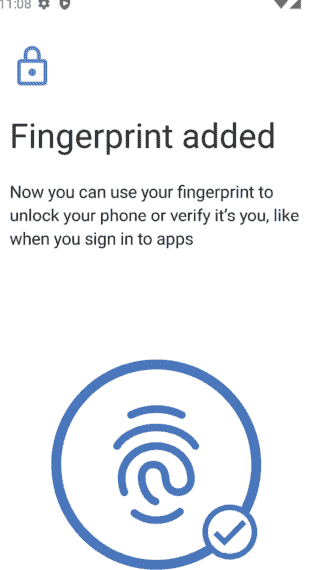 11:08
Fingerprint added
Now you can use your fingerprint to
unlock your phone or verify it's you, like
when you sign in to apps